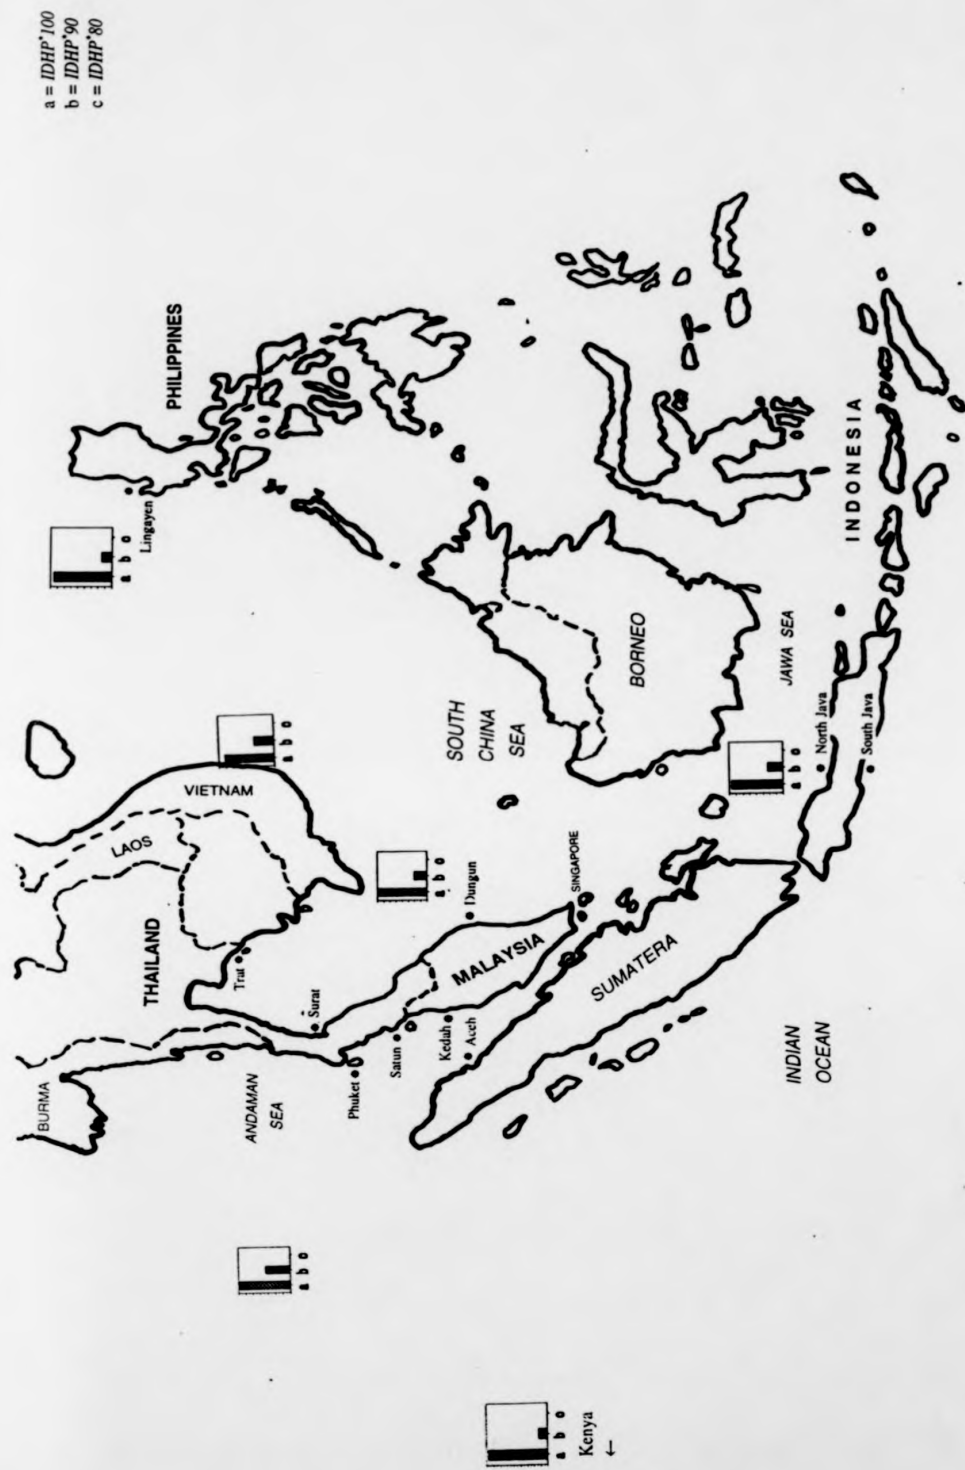 a = IDHP*100
b = IDHP*90
c = IDHP*80
PHILIPPINES
Lingayen
a b c
VIETNAM
LAOS
a b c
THAILAND
Trat
BURMA
Surat
ANDAMAN
SEA
Phuket
Satun
Kedah
Aceh
a b c
Dungun
MALAYSIA
SINGAPORE
SOUTH
CHINA
SEA
BORNEO
SUMATERA
INDIAN
OCEAN
JAWA SEA
a b c
North Java
South Java
INDONESIA
a b c
a b c
Kenya
←